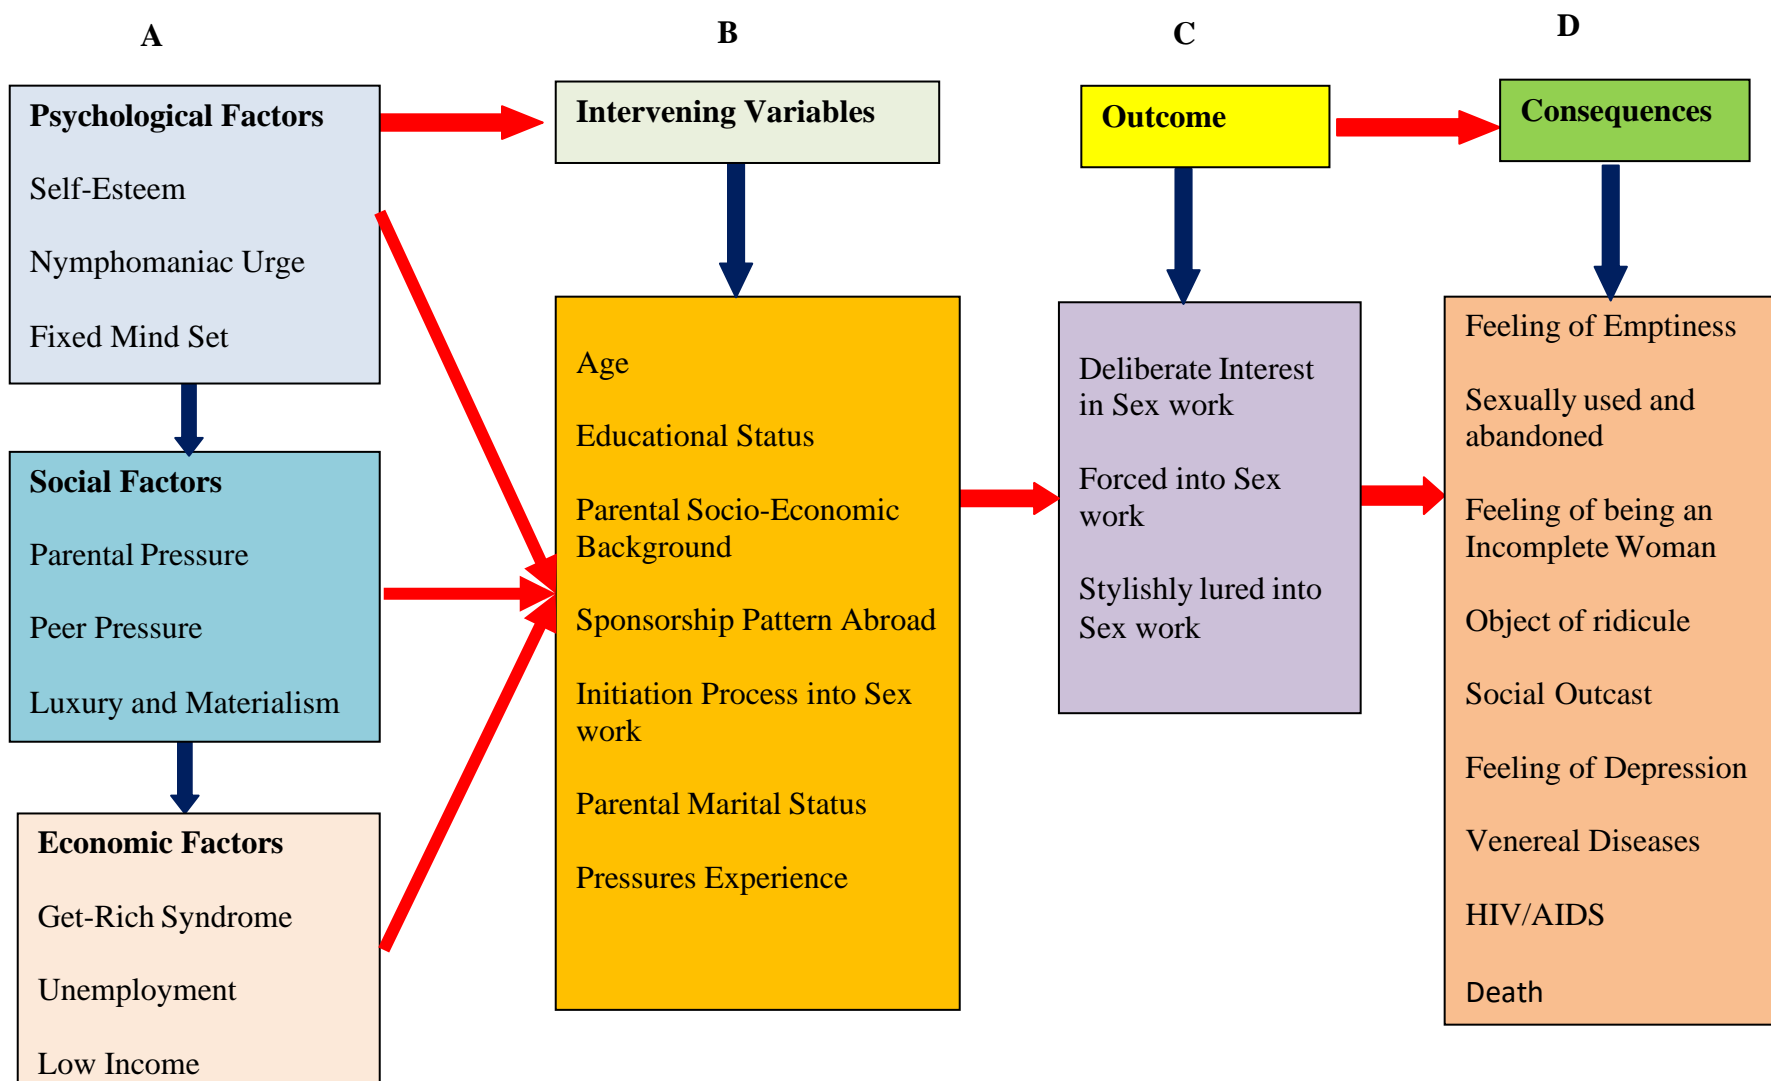 A
B
C
D
Psychological Factors
Self-Esteem
Nymphomaniac Urge
Fixed Mind Set
Social Factors
Parental Pressure
Peer Pressure
Luxury and Materialism
Economic Factors
Get-Rich Syndrome
Unemployment
Low Income
Intervening Variables
Age
Educational Status
Parental Socio-Economic
Background
Sponsorship Pattern Abroad
Initiation Process into Sex
work
Parental Marital Status
Pressures Experience
Outcome
Deliberate Interest
in Sex work
Forced into Sex
work
Stylishly lured into
Sex work
Consequences
Feeling of Emptiness
Sexually used and
abandoned
Feeling of being an
Incomplete Woman
Object of ridicule
Social Outcast
Feeling of Depression
Venereal Diseases
HIV/AIDS
Death